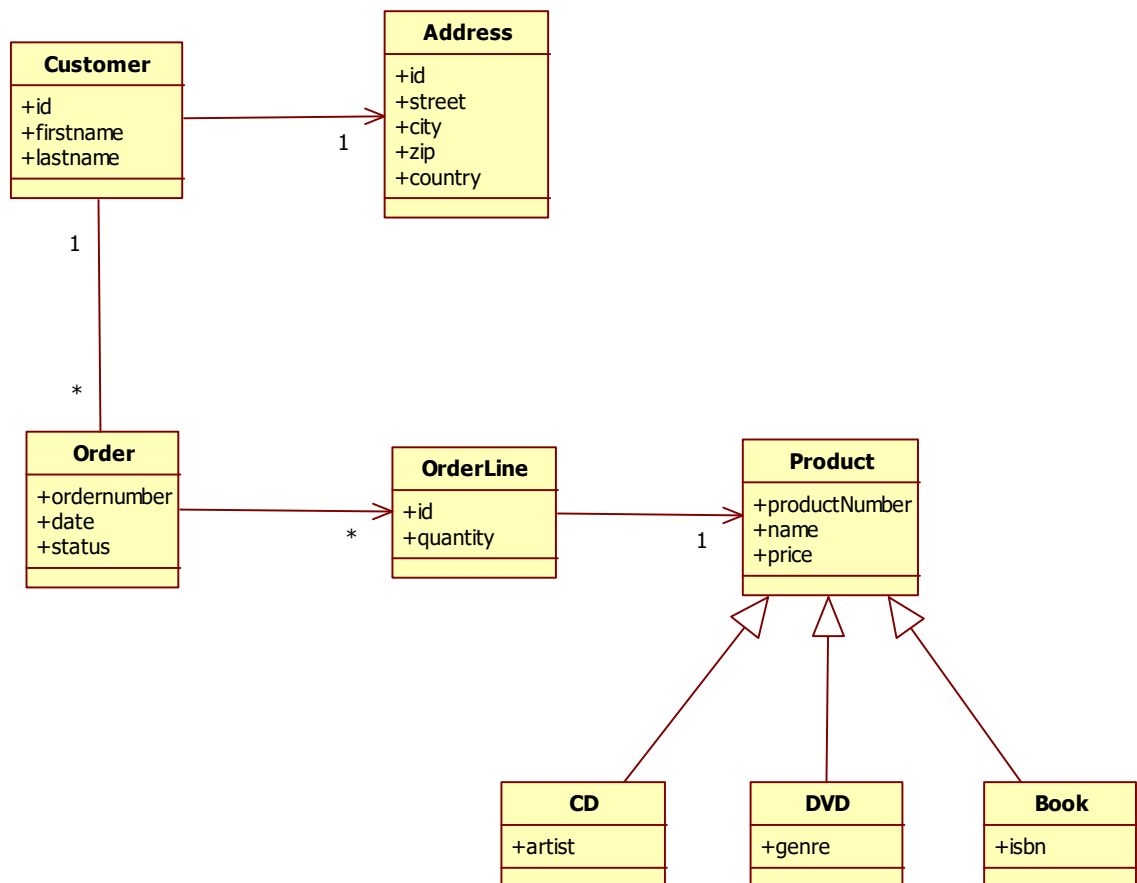 Customer
+id
+firstname
+lastname
Address
+id
+street
+city
+zip
+country
1
1
*
Order
+ordernumber
+date
+status
*
OrderLine
+id
+quantity
1
Product
+productNumber
+name
+price
CD
+artist
DVD
+genre
Book
+isbn